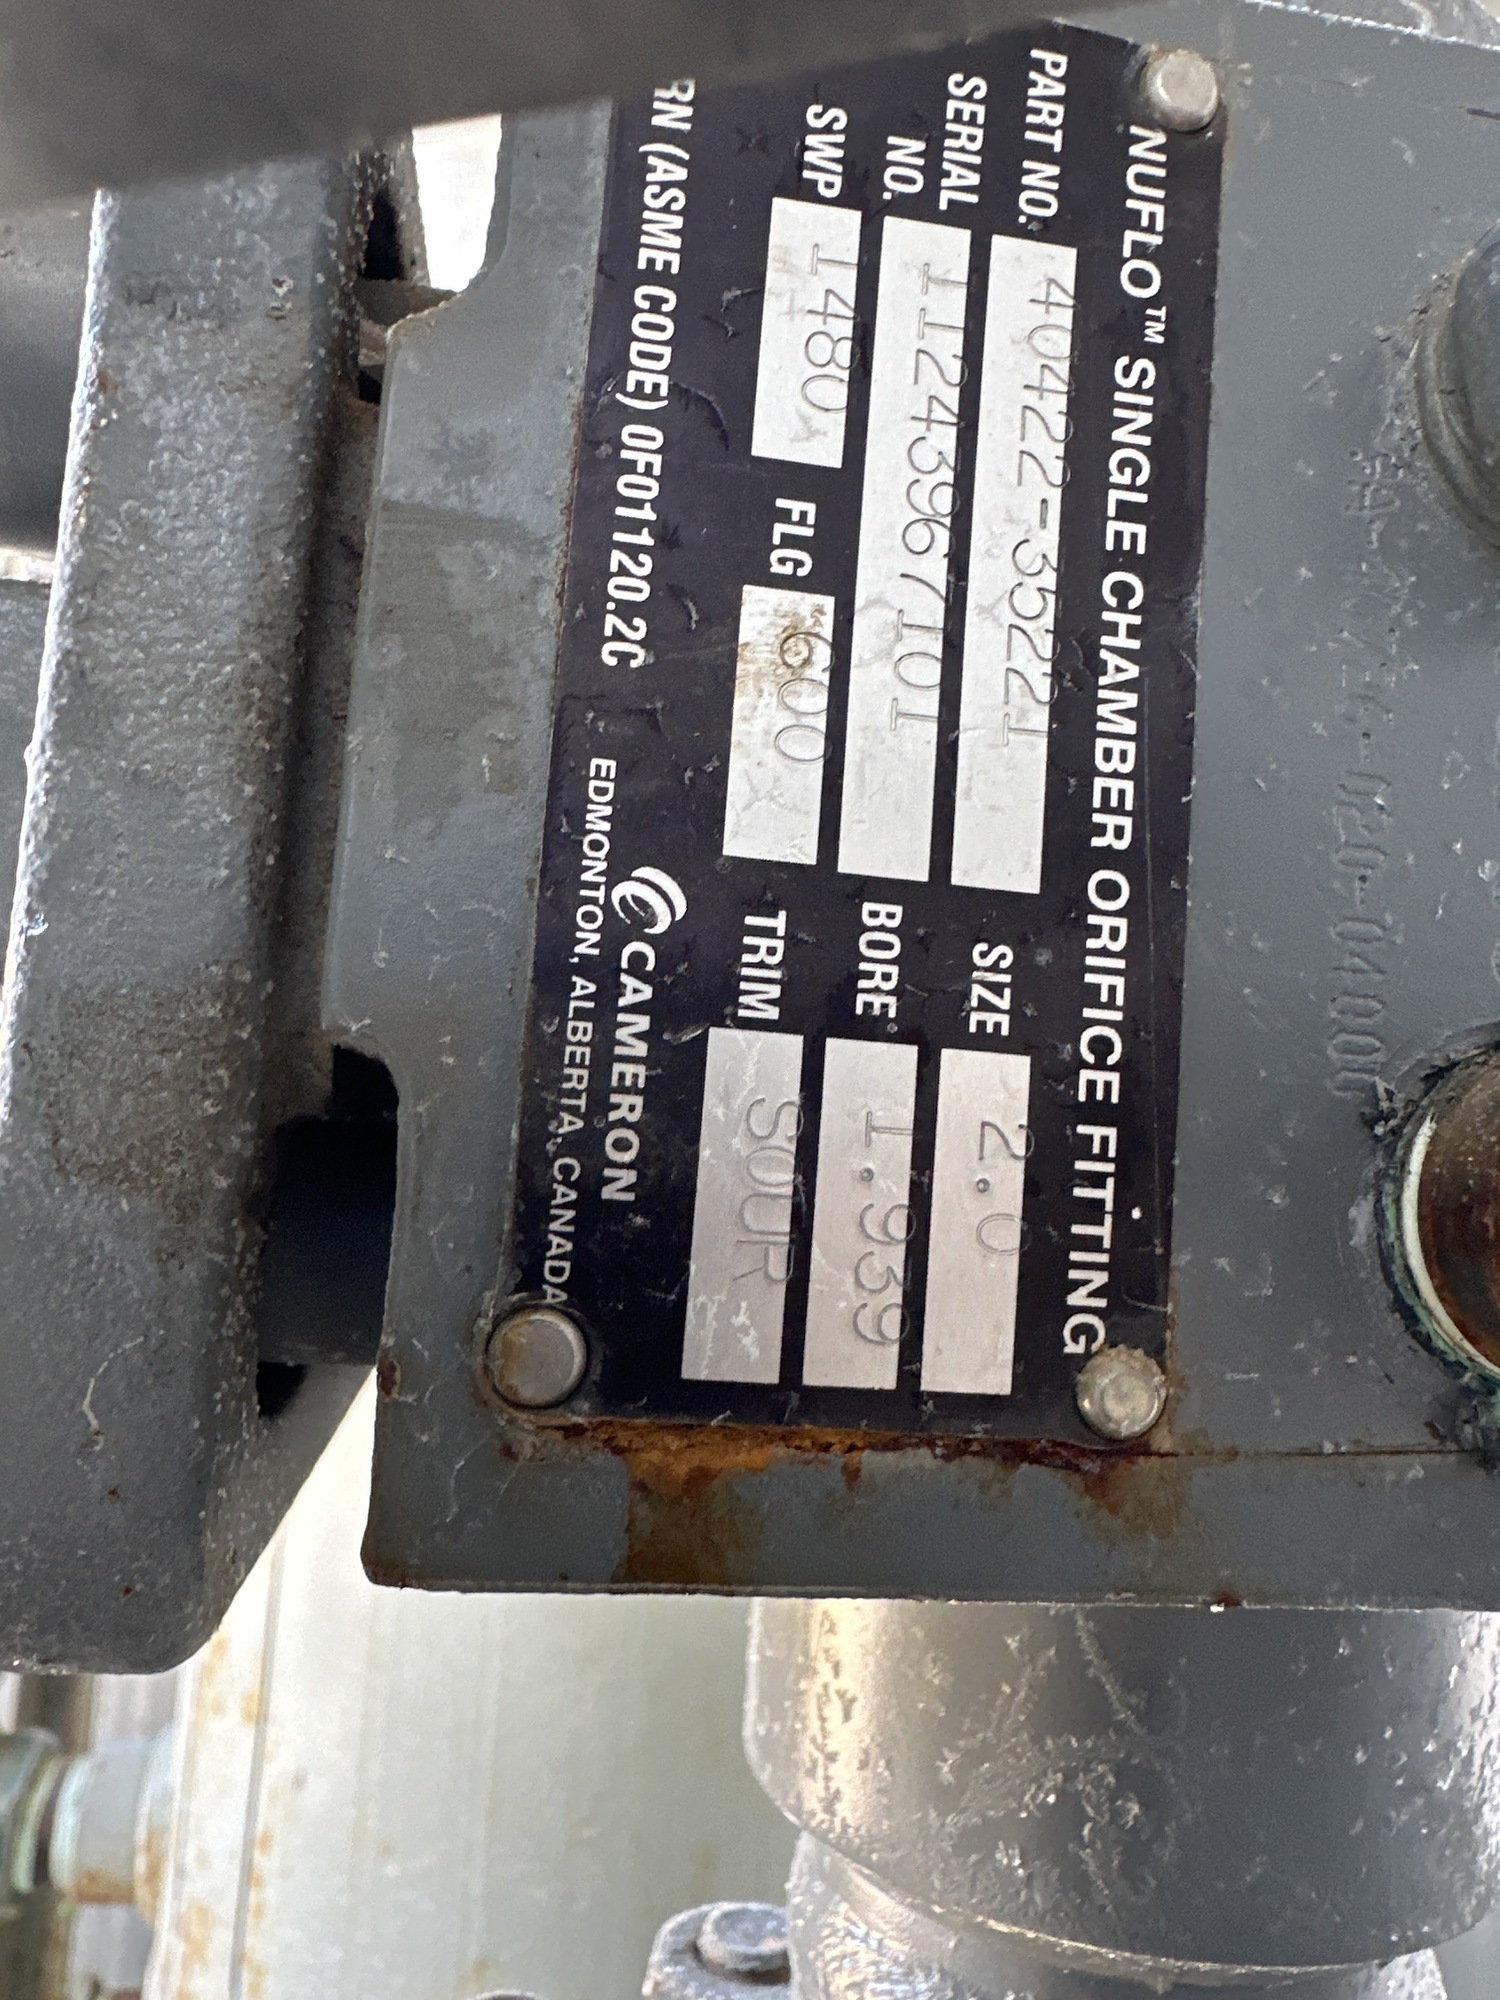 NUFLO™ SINGLE CHAMBER ORIFICE FITTING
PART NO. 40422-35221 SIZE 2.0
SERIAL NO. 11243967101 BORE 1.939
SWP 1480 FLG 600 TRIM SOUR
RN (ASME CODE) 0F01120.2C CAMERON
EDMONTON, ALBERTA, CANADA